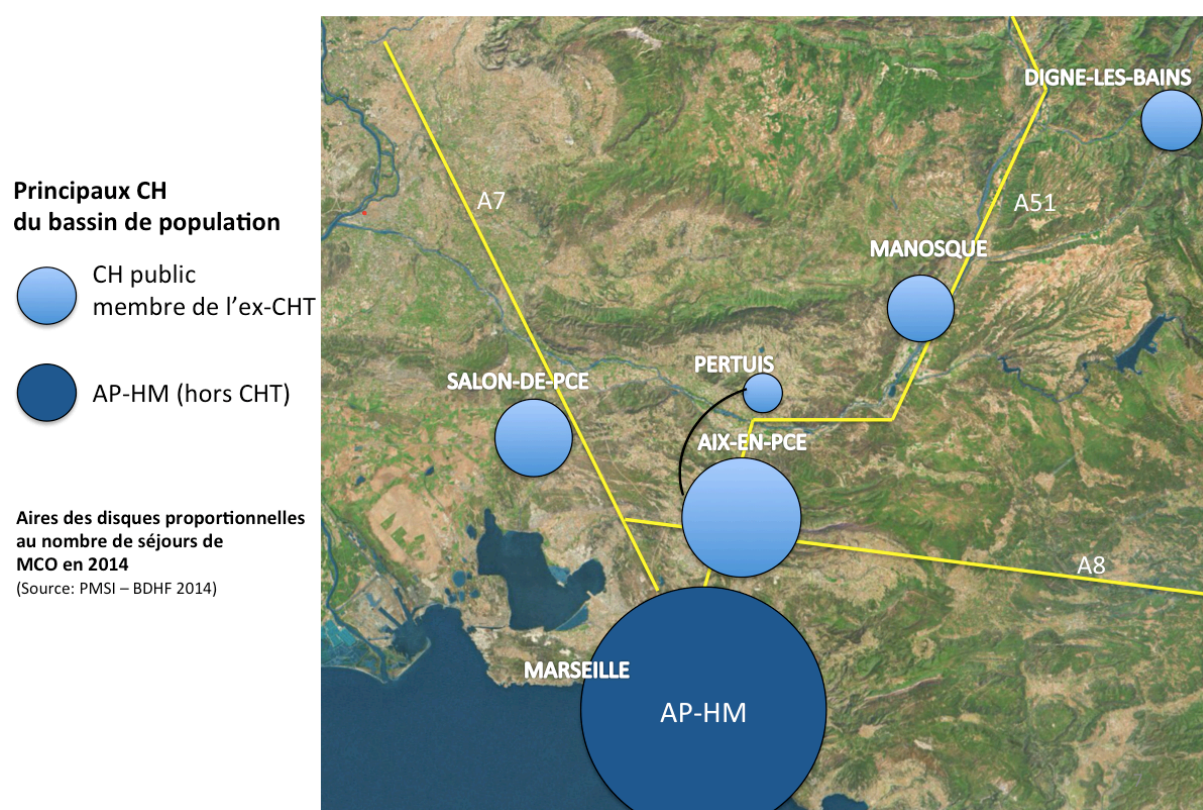 Principaux CH
du bassin de population
CH public
membre de l’ex-CHT
AP-HM (hors CHT)
Aires des disques proportionnelles
au nombre de séjours de
MCO en 2014
(Source: PMSI – BDHF 2014)
DIGNE-LES-BAINS
A7
A51
MANOSQUE
PERTUIS
SALON-DE-PCE
AIX-EN-PCE
A8
MARSEILLE
AP-HM